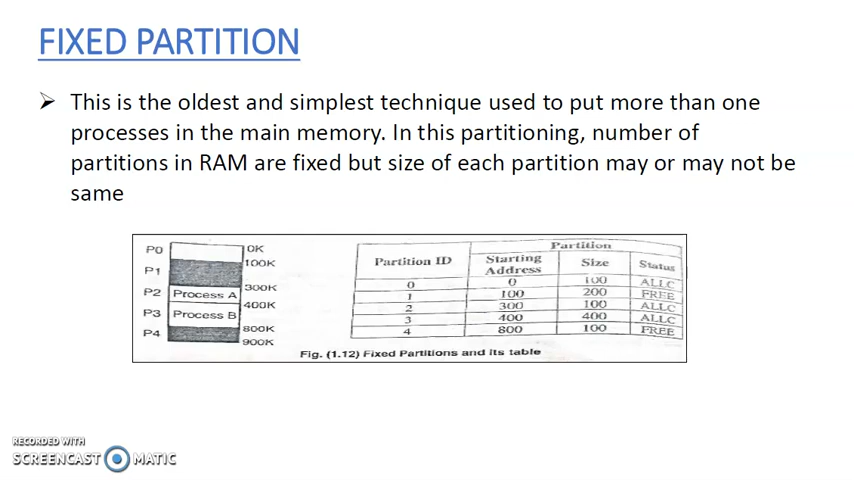 FIXED PARTITION
This is the oldest and simplest technique used to put more than one
processes in the main memory. In this partitioning, number of
partitions in RAM are fixed but size of each partition may or may not be
same
P0 0K
100K
P1
300K
P2 Process A
400K
P3 Process B
800K
P4
900K
Partition
Partition ID Starting Address Size Status
0 0 100 ALLC
1 100 200 FREE
2 300 100 ALLC
3 400 400 ALLC
4 800 100 FREE
Fig. (1.12) Fixed Partitions and its table
RECORDED WITH
SCREENCAST MATIC